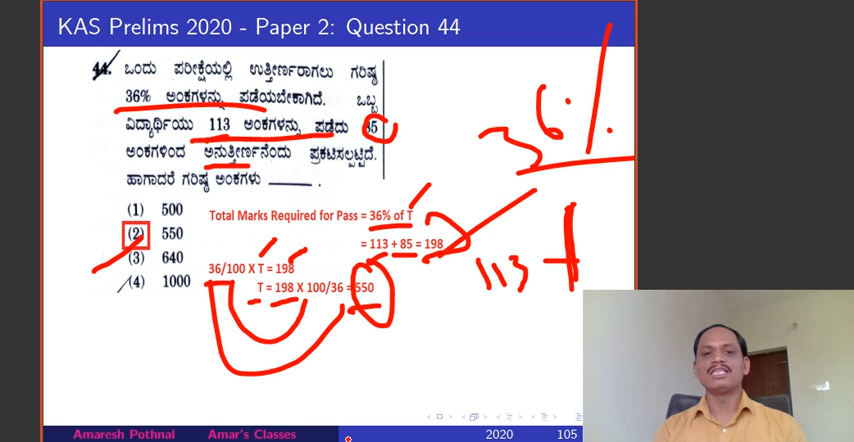 KAS Prelims 2020 - Paper 2: Question 44
44. ಒಂದು ಪರೀಕ್ಷೆಯಲ್ಲಿ ಉತ್ತೀರ್ಣರಾಗಲು ಗರಿಷ್ಠ
36% ಅಂಕಗಳನ್ನು ಪಡೆಯಬೇಕಾಗಿದೆ. ಒಬ್ಬ
ವಿದ್ಯಾರ್ಥಿಯು 113 ಅಂಕಗಳನ್ನು ಪಡೆದು 85
ಅಂಕಗಳಿಂದ ಅನುತ್ತೀರ್ಣನೆಂದು ಪ್ರಕಟಿಸಲ್ಪಟ್ಟಿದೆ.
ಹಾಗಾದರೆ ಗರಿಷ್ಠ ಅಂಕಗಳು ______ .
(1) 500
(2) 550
(3) 640
(4) 1000
Total Marks Required for Pass = 36% of T
= 113 + 85 = 198
36/100 X T = 198
T = 198 X 100/36 = 550
36%
113 +
Amaresh Pothnal Amar's Classes 2020 105